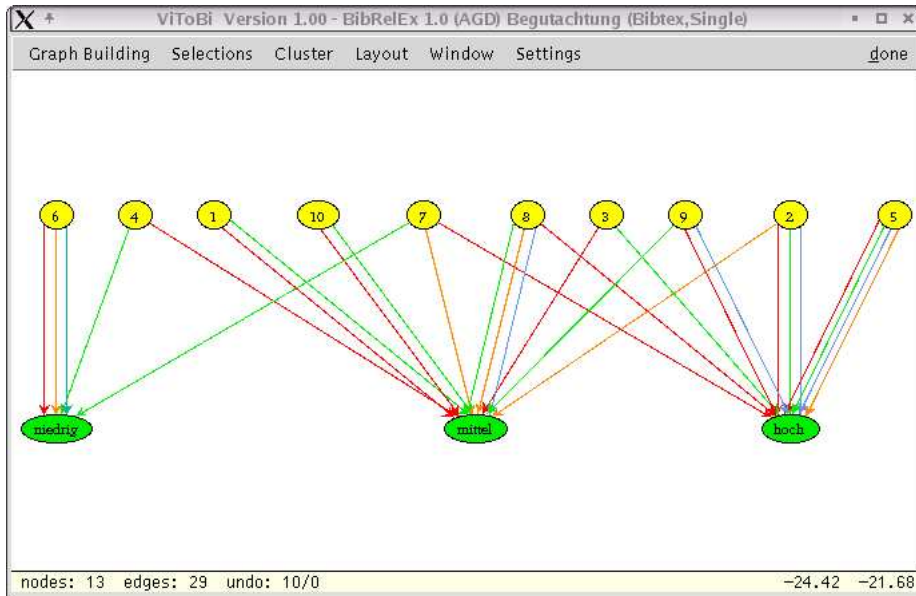 ViToBi Version 1.00 - BibRelEx 1.0 (AGD) Begutachtung (Bibtex,Single)
Graph Building Selections Cluster Layout Window Settings done
6 4 1 10 7 8 3 9 2 5
niedrig mittel hoch
nodes: 13 edges: 29 undo: 10/0 -24.42 -21.68